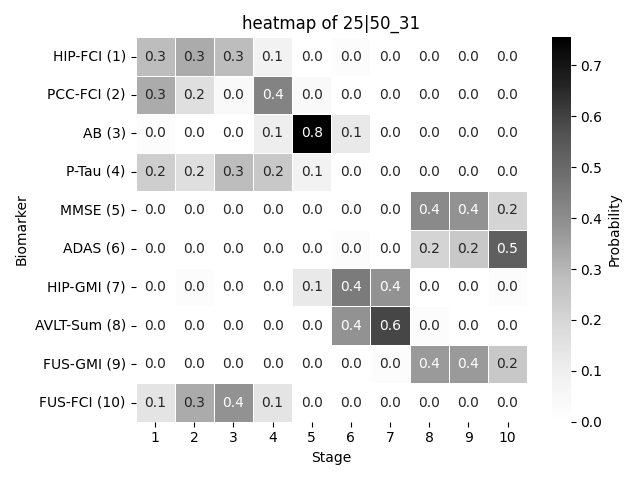 heatmap of 25|50_31
HIP-FCI (1) 0.3 0.3 0.3 0.1 0.0 0.0 0.0 0.0 0.0 0.0
PCC-FCI (2) 0.3 0.2 0.0 0.4 0.0 0.0 0.0 0.0 0.0 0.0
AB (3) 0.0 0.0 0.0 0.1 0.8 0.1 0.0 0.0 0.0 0.0
P-Tau (4) 0.2 0.2 0.3 0.2 0.1 0.0 0.0 0.0 0.0 0.0
MMSE (5) 0.0 0.0 0.0 0.0 0.0 0.0 0.0 0.4 0.4 0.2
ADAS (6) 0.0 0.0 0.0 0.0 0.0 0.0 0.0 0.2 0.2 0.5
HIP-GMI (7) 0.0 0.0 0.0 0.0 0.1 0.4 0.4 0.0 0.0 0.0
AVLT-Sum (8) 0.0 0.0 0.0 0.0 0.0 0.4 0.6 0.0 0.0 0.0
FUS-GMI (9) 0.0 0.0 0.0 0.0 0.0 0.0 0.0 0.4 0.4 0.2
FUS-FCI (10) 0.1 0.3 0.4 0.1 0.0 0.0 0.0 0.0 0.0 0.0
1 2 3 4 5 6 7 8 9 10
Stage
Biomarker
0.7
0.6
0.5
0.4
0.3
0.2
0.1
0.0
Probability